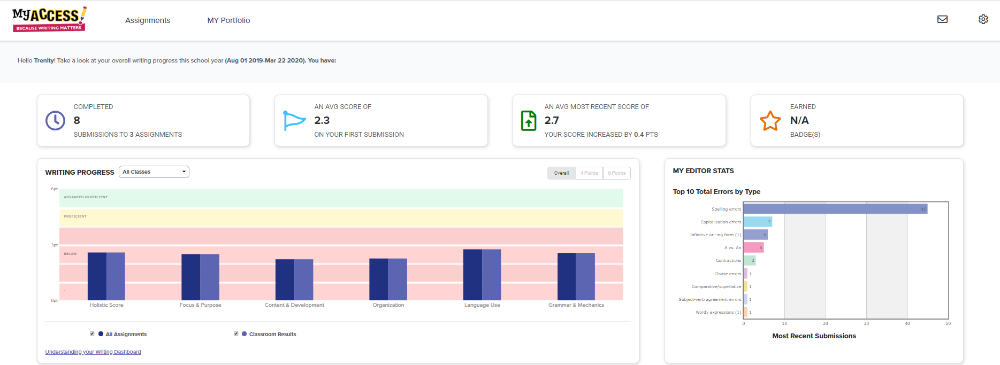 MY ACCESS!
BECAUSE WRITING MATTERS
Assignments
MY Portfolio
Hello Trenity! Take a look at your overall writing progress this school year (Aug 01 2019-Mar 22 2020). You have:
COMPLETED
8
SUBMISSIONS TO 3 ASSIGNMENTS
AN AVG SCORE OF
2.3
ON YOUR FIRST SUBMISSION
AN AVG MOST RECENT SCORE OF
2.7
YOUR SCORE INCREASED BY 0.4 PTS
EARNED
N/A
BADGE(S)
WRITING PROGRESS
All Classes
Overall
4 Points
6 Points
6pt
ADVANCED PROFICIENT
PROFICIENT
3pt
BELOW
0pt
Holistic Score
Focus & Purpose
Content & Development
Organization
Language Use
Grammar & Mechanics
All Assignments
Classroom Results
Understanding your Writing Dashboard
MY EDITOR STATS
Top 10 Total Errors by Type
Spelling errors 45
Capitalization errors 7
Infinitive or -ing form (1) 6
A vs. An 5
Contractions 3
Clause errors 1
Comparative/superlative 1
Subject-verb agreement errors 1
Wordy expressions (1) 1
0 10 20 30 40 50
Most Recent Submissions